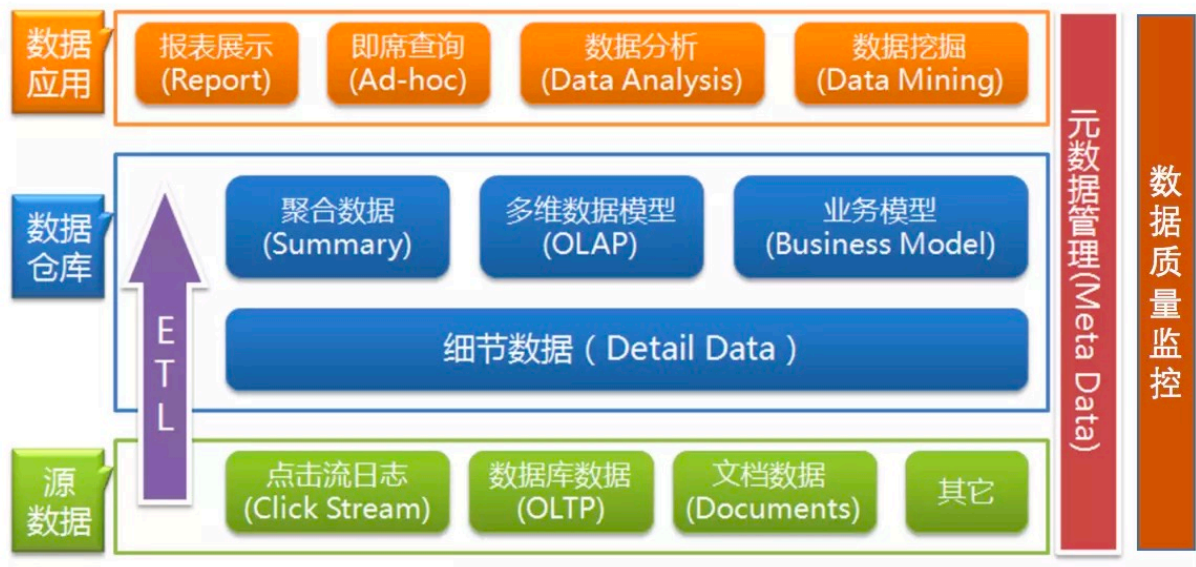 数据
应用
报表展示
(Report)
即席查询
(Ad-hoc)
数据分析
(Data Analysis)
数据挖掘
(Data Mining)
数据
仓库
聚合数据
(Summary)
多维数据模型
(OLAP)
业务模型
(Business Model)
细节数据（Detail Data）
ETL
源
数据
点击流日志
(Click Stream)
数据库数据
(OLTP)
文档数据
(Documents)
其它
元数据管理(Meta Data)
数据质量监控